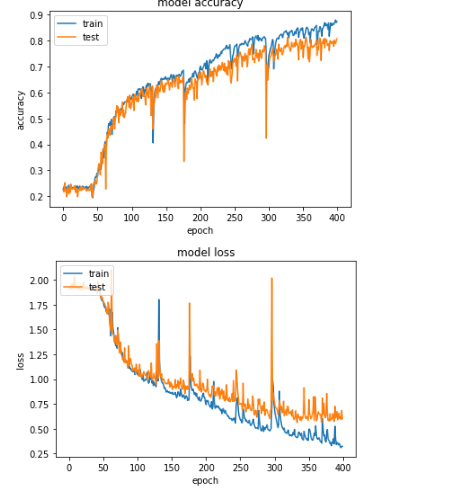 model accuracy
0.9
0.8
0.7
0.6
0.5
0.4
0.3
0.2
accuracy
train
test
0 50 100 150 200 250 300 350 400
epoch
model loss
2.00
1.75
1.50
1.25
1.00
0.75
0.50
0.25
loss
train
test
0 50 100 150 200 250 300 350 400
epoch